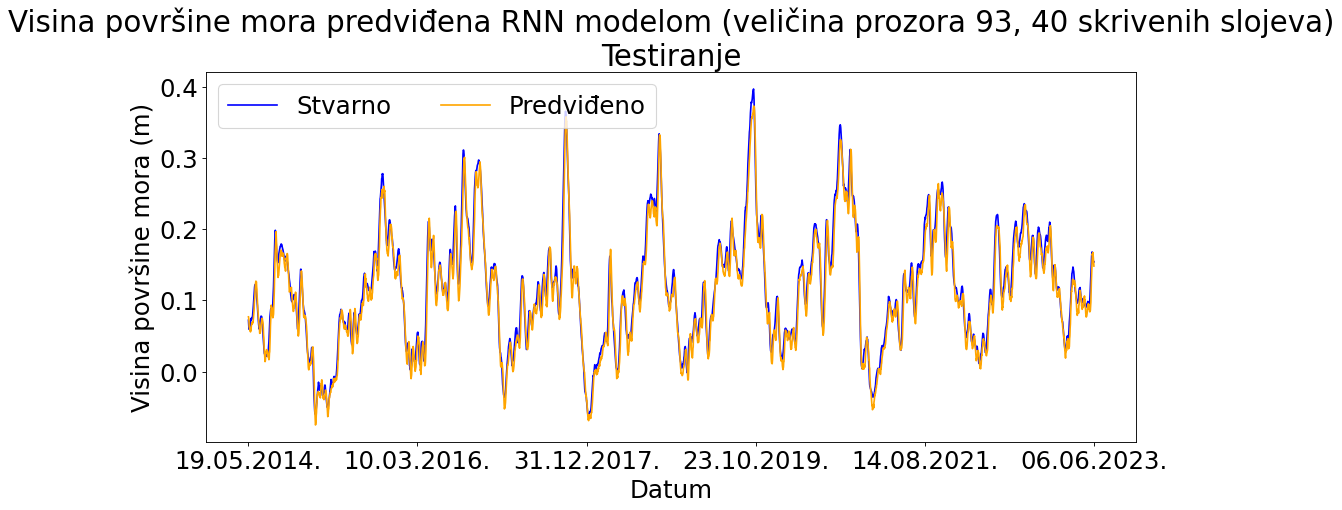 Visina površine mora predviđena RNN modelom (veličina prozora 93, 40 skrivenih slojeva)
Testiranje
Stvarno Predviđeno
Visina površine mora (m)
0.4
0.3
0.2
0.1
0.0
19.05.2014. 10.03.2016. 31.12.2017. 23.10.2019. 14.08.2021. 06.06.2023.
Datum